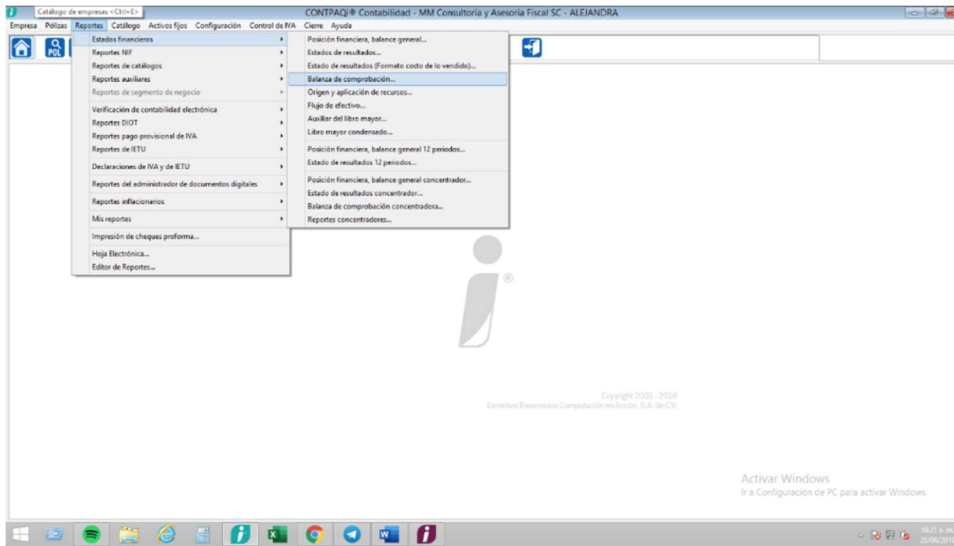 Catálogo de empresas <Ctrl+E>
CONTPAQi® Contabilidad - MM Consultoria y Asesoría Fiscal SC - ALEJANDRA
Empresa Pólizas Reportes Catálogo Activos fijos Configuración Control de IVA Cierre Ayuda
POL
Estados financieros
Reportes NIF
Reportes de catálogos
Reportes auxiliares
Reportes de segmento de negocio
Verificación de contabilidad electrónica
Reportes DIOT
Reportes pago provisional de IVA
Reportes de IETU
Declaraciones de IVA y de IETU
Reportes del administrador de documentos digitales
Reportes inflacionarios
Mis reportes
Impresión de cheques proforma...
Hoja Electrónica...
Editor de Reportes...
Posición financiera, balance general...
Estados de resultados...
Estado de resultados (Formato costo de lo vendido)...
Balanza de comprobación...
Origen y aplicación de recursos...
Flujo de efectivo...
Auxiliar del libro mayor...
Libro mayor condensado...
Posición financiera, balance general 12 periodos...
Estado de resultados 12 periodos...
Posición financiera, balance general concentrador...
Estado de resultados concentrador...
Balanza de comprobación concentradora...
Reportes concentradores...
Copyright 2003 - 2018
Derechos Reservados Computación en Acción, S.A. de C.V.
Activar Windows
Ir a Configuración de PC para activar Windows.